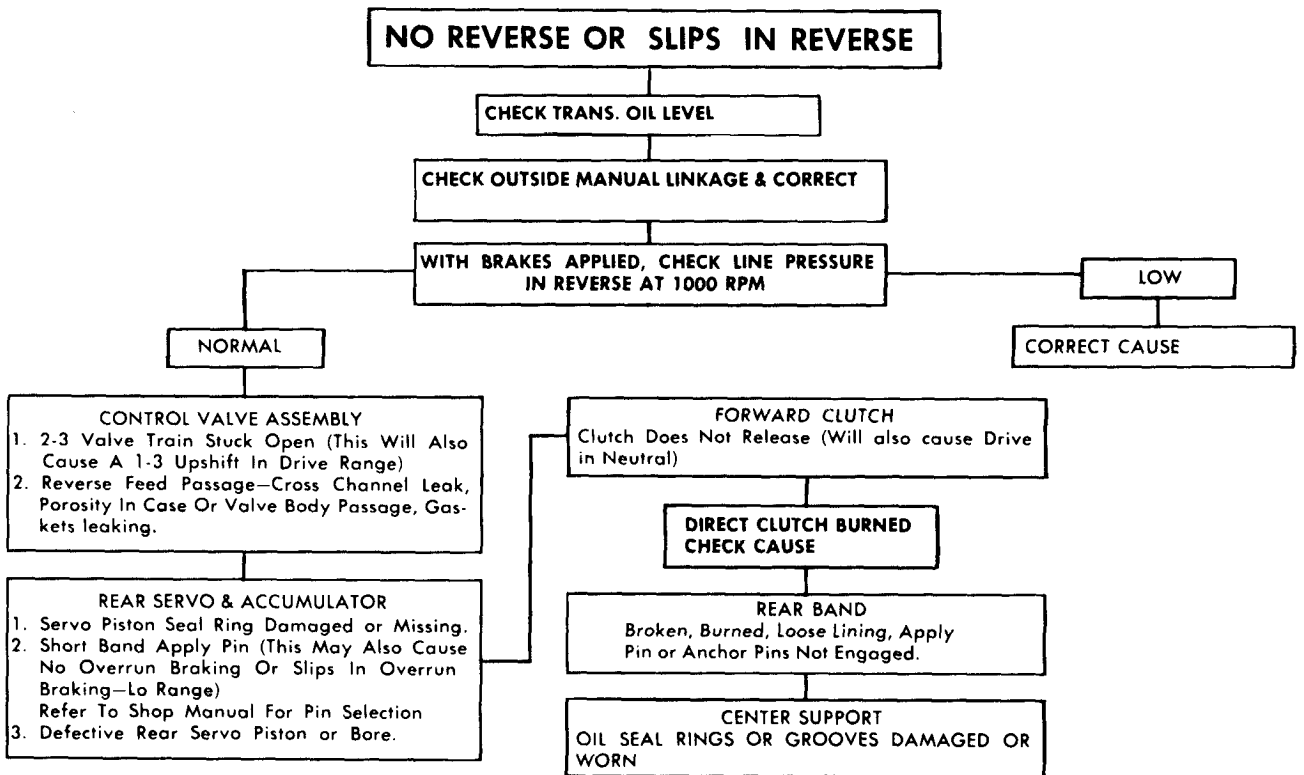 NO REVERSE OR SLIPS IN REVERSE
CHECK TRANS. OIL LEVEL
CHECK OUTSIDE MANUAL LINKAGE & CORRECT
WITH BRAKES APPLIED, CHECK LINE PRESSURE
IN REVERSE AT 1000 RPM
LOW
CORRECT CAUSE
NORMAL
CONTROL VALVE ASSEMBLY
1. 2-3 Valve Train Stuck Open (This Will Also
Cause A 1-3 Upshift In Drive Range)
2. Reverse Feed Passage—Cross Channel Leak,
Porosity In Case Or Valve Body Passage, Gas-
kets leaking.
REAR SERVO & ACCUMULATOR
1. Servo Piston Seal Ring Damaged or Missing.
2. Short Band Apply Pin (This May Also Cause
No Overrun Braking Or Slips In Overrun
Braking—Lo Range)
Refer To Shop Manual For Pin Selection
3. Defective Rear Servo Piston or Bore.
FORWARD CLUTCH
Clutch Does Not Release (Will also cause Drive
in Neutral)
DIRECT CLUTCH BURNED
CHECK CAUSE
REAR BAND
Broken, Burned, Loose Lining, Apply
Pin or Anchor Pins Not Engaged.
CENTER SUPPORT
OIL SEAL RINGS OR GROOVES DAMAGED OR
WORN